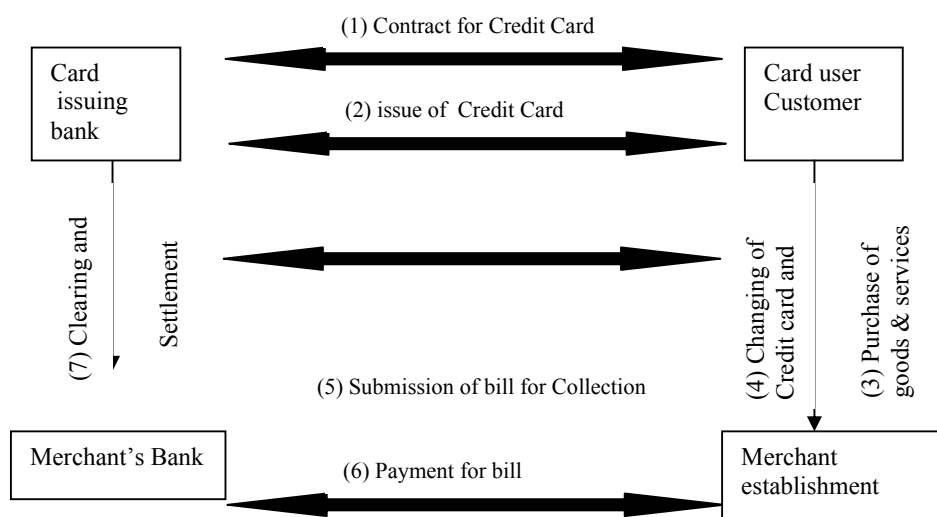 (1) Contract for Credit Card
Card
issuing
bank
Card user
Customer
(2) issue of Credit Card
(7) Clearing and
Settlement
(4) Changing of
Credit card and
(3) Purchase of
goods & services
(5) Submission of bill for Collection
Merchant’s Bank
(6) Payment for bill
Merchant
establishment